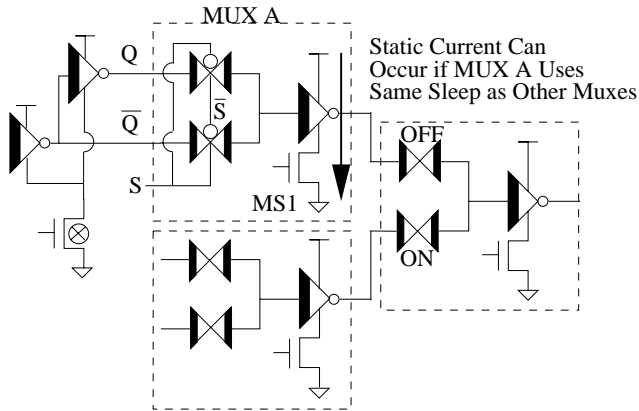 MUX A
Static Current Can
Occur if MUX A Uses
Same Sleep as Other Muxes
Q
Q̅
S̅
S
MS1
OFF
ON